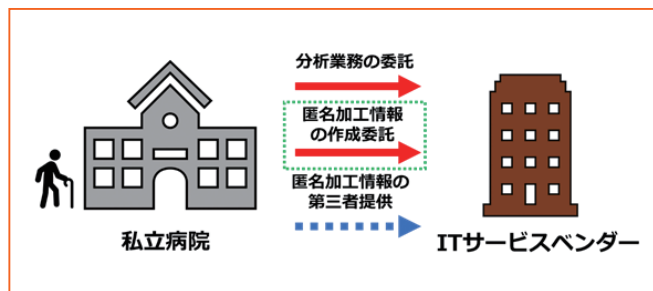 分析業務の委託
匿名加工情報
の作成委託
匿名加工情報の
第三者提供
私立病院
ITサービスベンダー